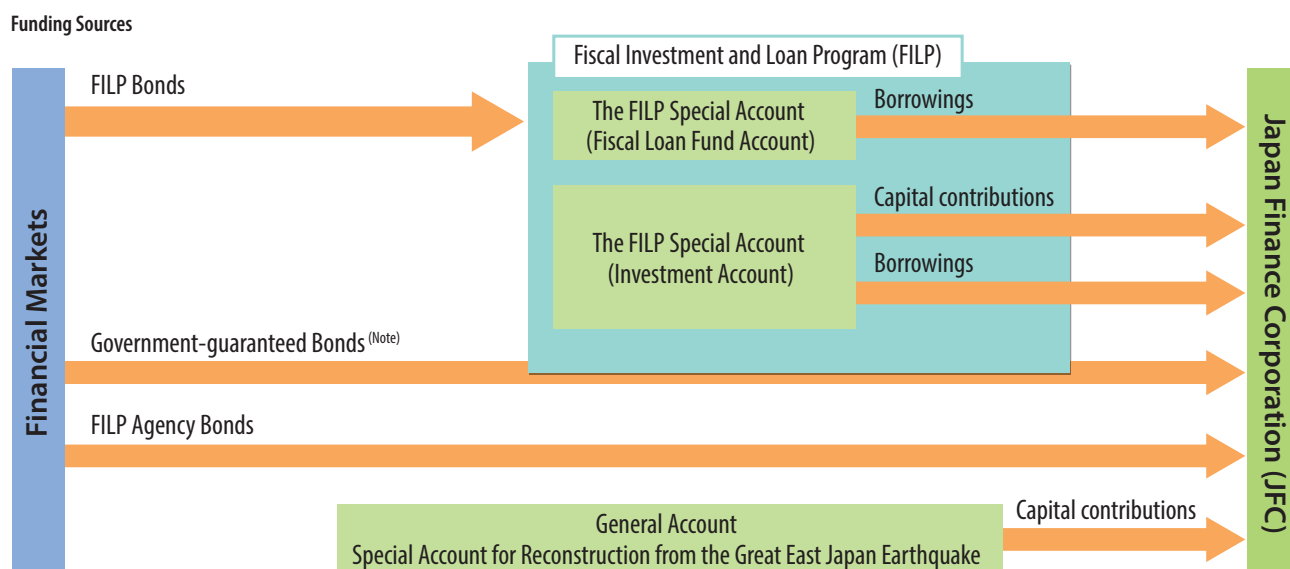 Funding Sources
Financial Markets
FILP Bonds
Fiscal Investment and Loan Program (FILP)
The FILP Special Account
(Fiscal Loan Fund Account)
Borrowings
The FILP Special Account
(Investment Account)
Capital contributions
Borrowings
Government-guaranteed Bonds (Note)
FILP Agency Bonds
General Account
Special Account for Reconstruction from the Great East Japan Earthquake
Capital contributions
Japan Finance Corporation (JFC)